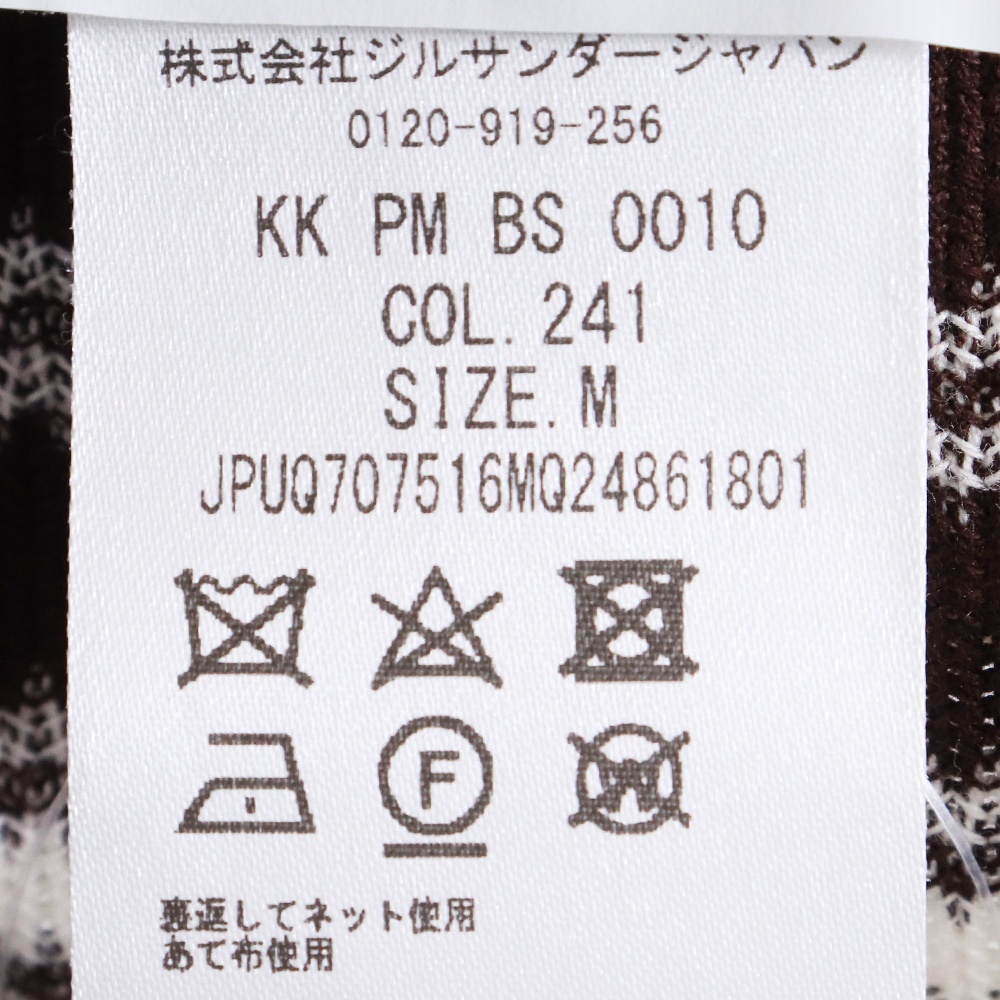 株式会社ジルサンダージャパン
0120-919-256
KK PM BS 0010
COL. 241
SIZE. M
JPUQ707516MQ24861801
F
W
裏返してネット使用
あて布使用